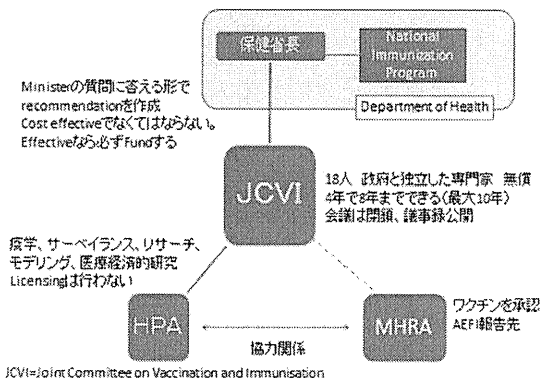 保健省長
National
Immunization
Program
Department of Health
Ministerの質問に答える形で
recommendationを作成
Cost effectiveでなくてはならない。
Effectiveなら必ずFundする
JCVI
18人 政府と独立した専門家 無償
4年で8年までできる(最大10年)
会議は閉鎖、議事録公開
疫学、サーベイランス、リサーチ、
モデリング、医療経済的研究
Licensingは行わない
HPA
協力関係
MHRA
ワクチンを承認
AEFI報告先
JCVI=Joint Committee on Vaccination and Immunisation